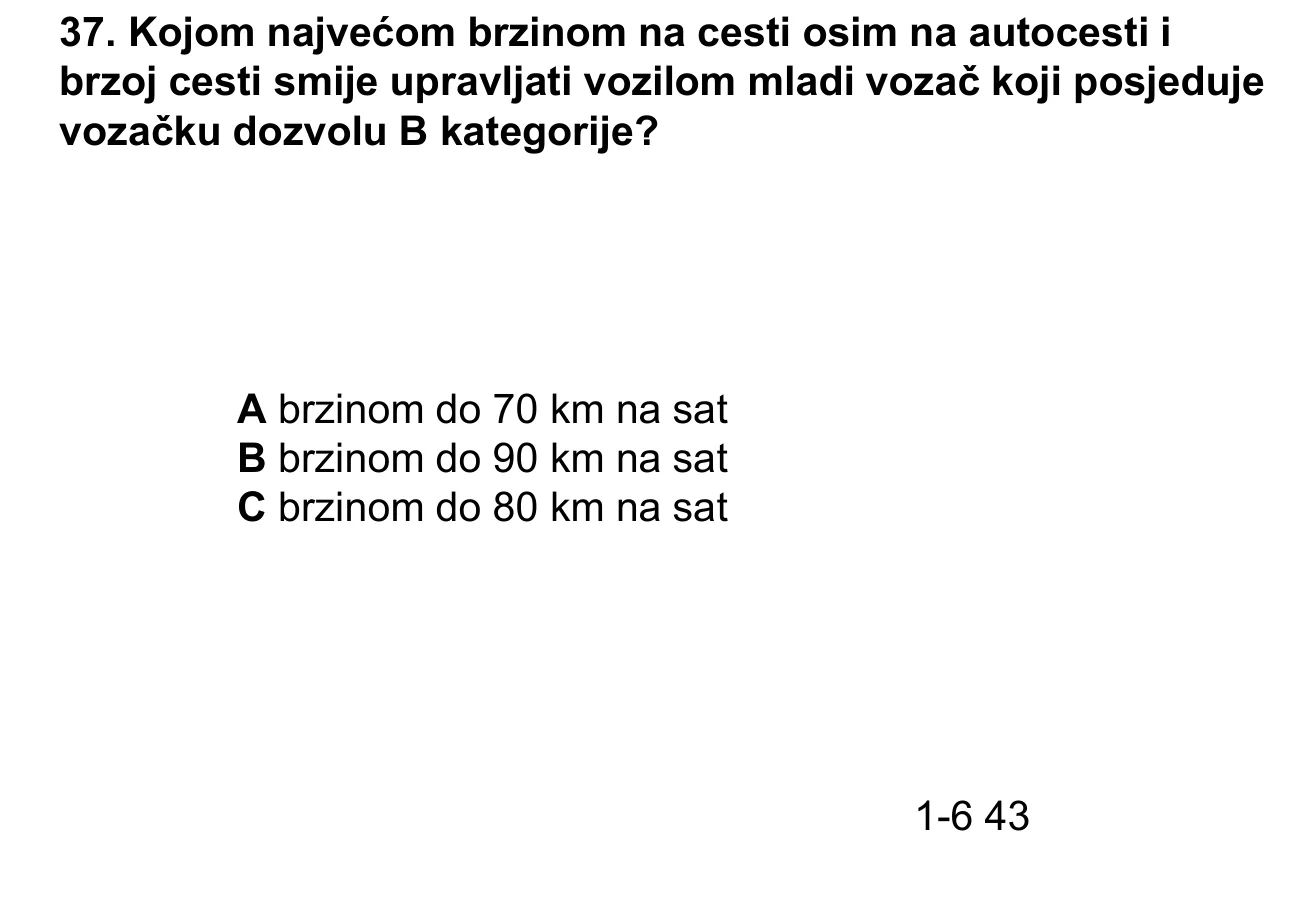 37. Kojom najvećom brzinom na cesti osim na autocesti i
brzoj cesti smije upravljati vozilom mladi vozač koji posjeduje
vozačku dozvolu B kategorije?
A brzinom do 70 km na sat
B brzinom do 90 km na sat
C brzinom do 80 km na sat
1-6 43